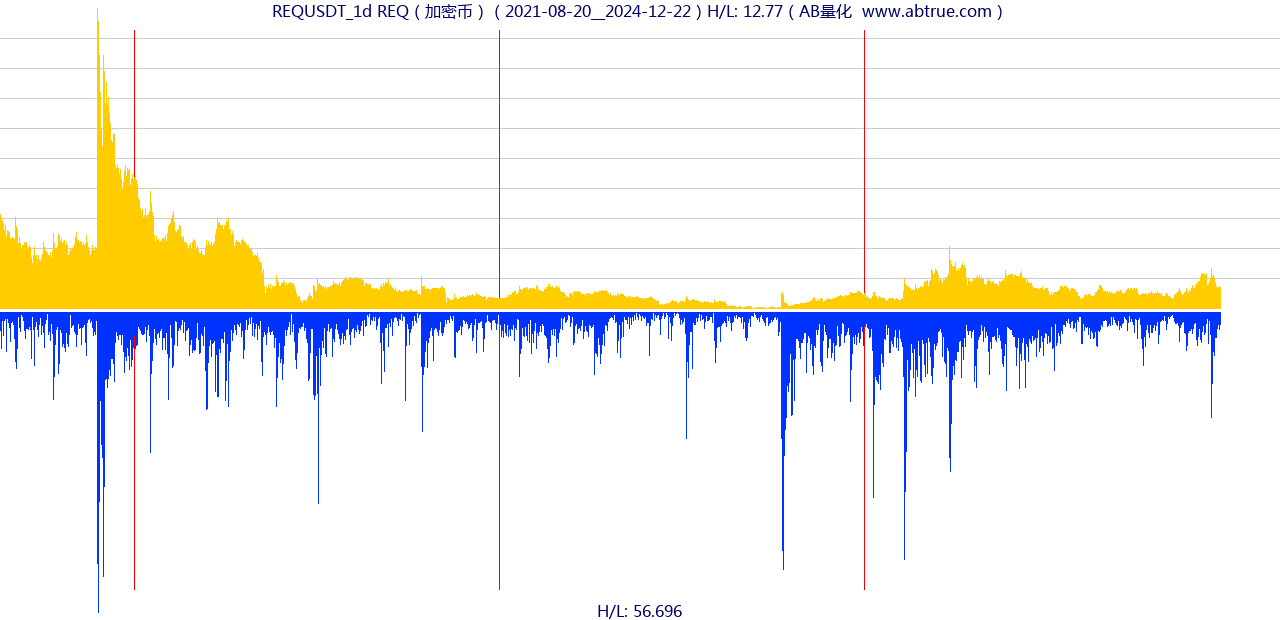 REQUSDT_1d REQ（加密币）（2021-08-20__2024-12-22）H/L: 12.77（AB量化  www.abtrue.com）
H/L: 56.696